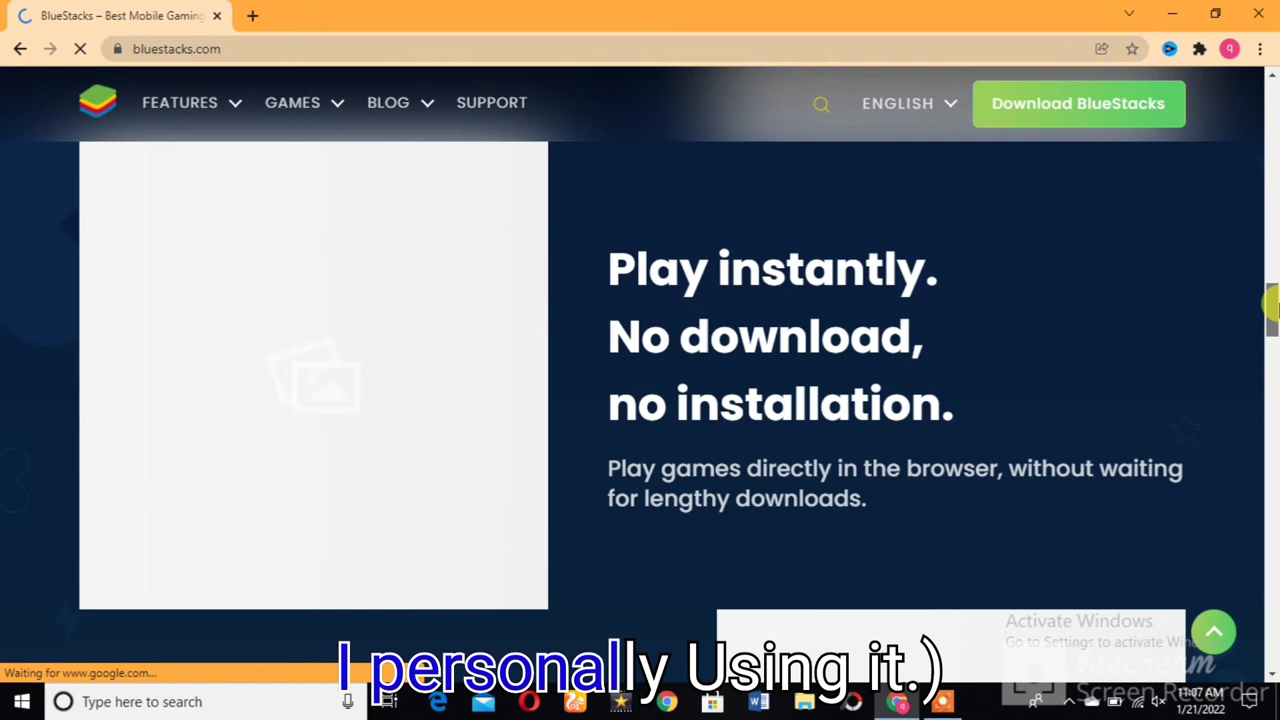 BlueStacks – Best Mobile Gaming
bluestacks.com
q
FEATURES GAMES BLOG SUPPORT
ENGLISH
Download BlueStacks
Play instantly.
No download,
no installation.
Play games directly in the browser, without waiting
for lengthy downloads.
Activate Windows
Go to Settings to activate Win
Screen Recorder
Waiting for www.google.com...
I personally Using it.)
Type here to search
11:07 AM
1/21/2022